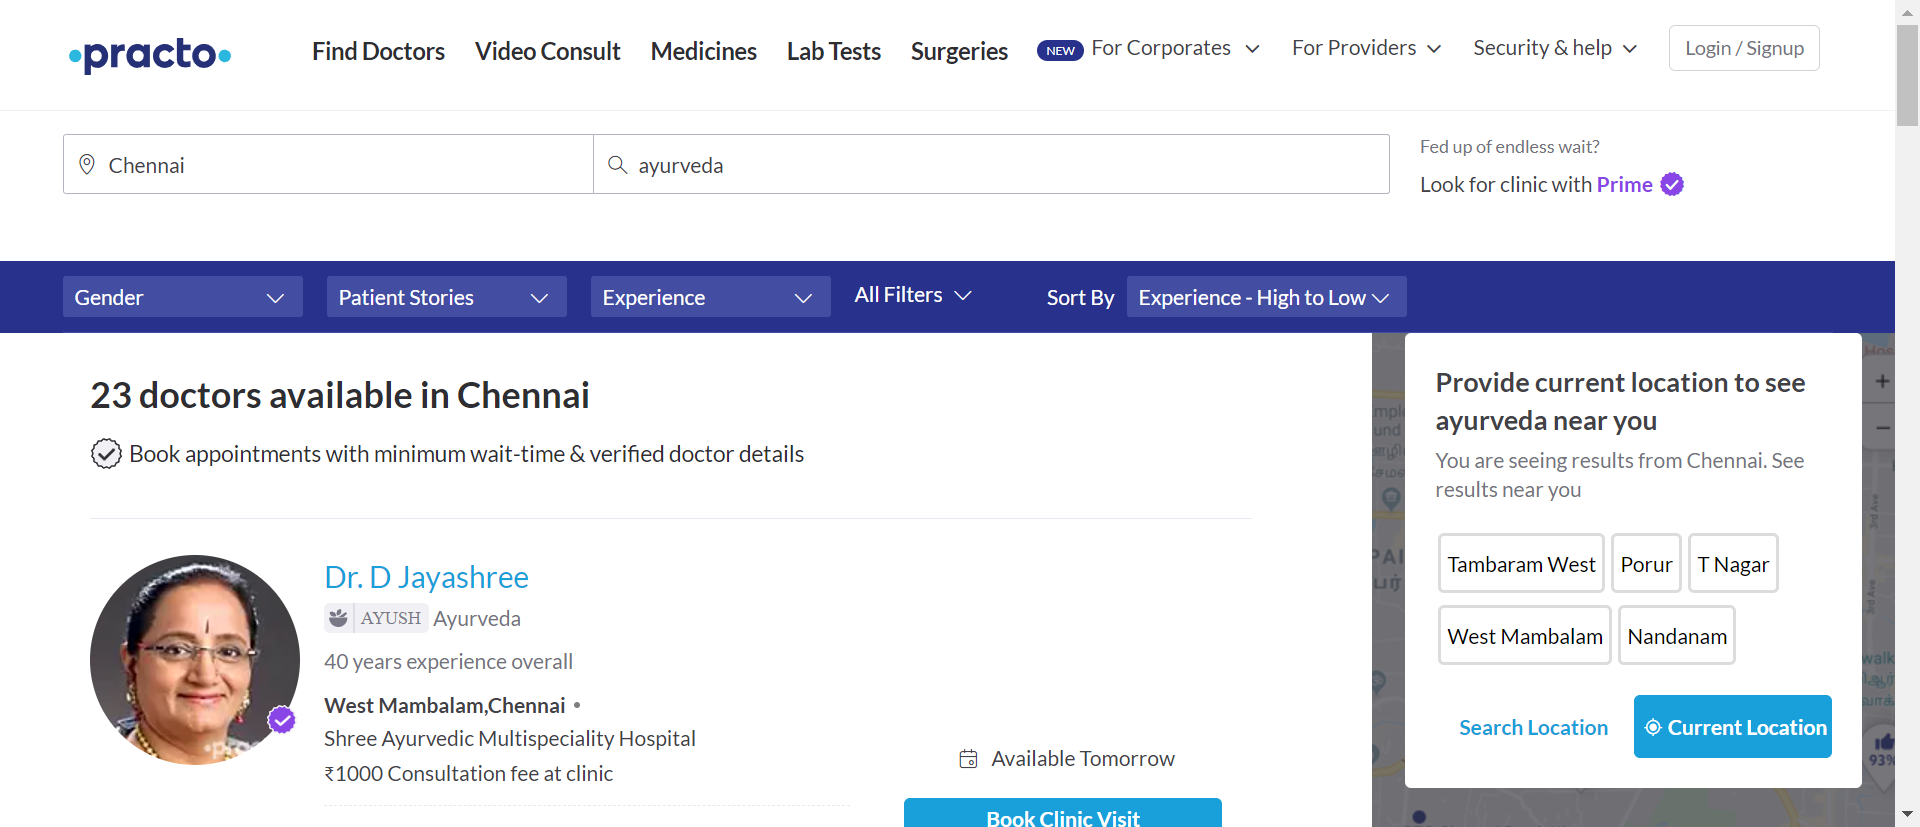 practo
Find Doctors Video Consult Medicines Lab Tests Surgeries NEW For Corporates For Providers Security & help Login / Signup
Chennai
ayurveda
Fed up of endless wait?
Look for clinic with Prime
Gender Patient Stories Experience All Filters Sort By Experience - High to Low
23 doctors available in Chennai
Book appointments with minimum wait-time & verified doctor details
Dr. D Jayashree
AYUSH Ayurveda
40 years experience overall
West Mambalam,Chennai
Shree Ayurvedic Multispeciality Hospital
₹1000 Consultation fee at clinic
Available Tomorrow
Book Clinic Visit
Provide current location to see
ayurveda near you
You are seeing results from Chennai. See
results near you
Tambaram West Porur T Nagar
West Mambalam Nandanam
Search Location Current Location
3rd Ave
3rd Ave
93%